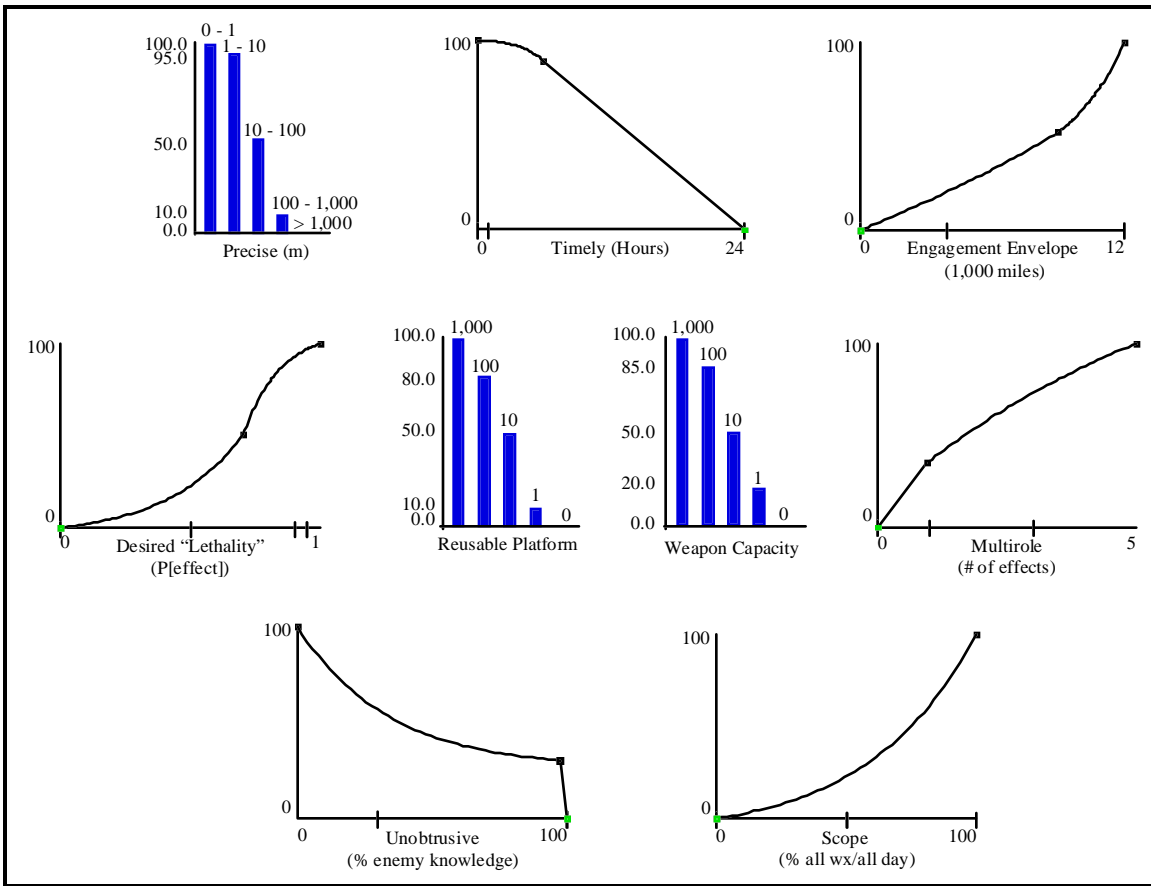 0 - 1
100.0
95.0
1 - 10
50.0
10 - 100
10.0
100 - 1,000
0.0
> 1,000
Precise (m)
100
0
0
24
Timely (Hours)
100
0
0
12
Engagement Envelope
(1,000 miles)
100
0
0
1
Desired “Lethality”
(P[effect])
100.0
1,000
80.0
100
50.0
10
10.0
1
0.0
0
Reusable Platform
100.0
1,000
85.0
100
50.0
10
20.0
1
0.0
0
Weapon Capacity
100
0
0
5
Multirole
(# of effects)
100
0
0
100
Unobtrusive
(% enemy knowledge)
100
0
0
100
Scope
(% all wx/all day)